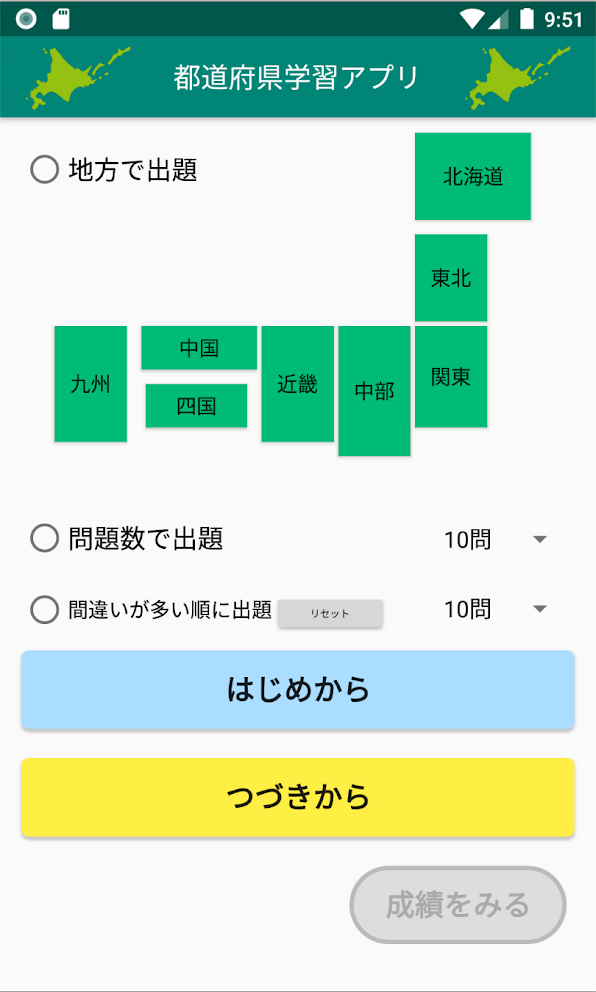 9:51
都道府県学習アプリ
地方で出題
北海道
東北
九州
中国
四国
近畿
中部
関東
問題数で出題
10問
間違いが多い順に出題
リセット
10問
はじめから
つづきから
成績をみる